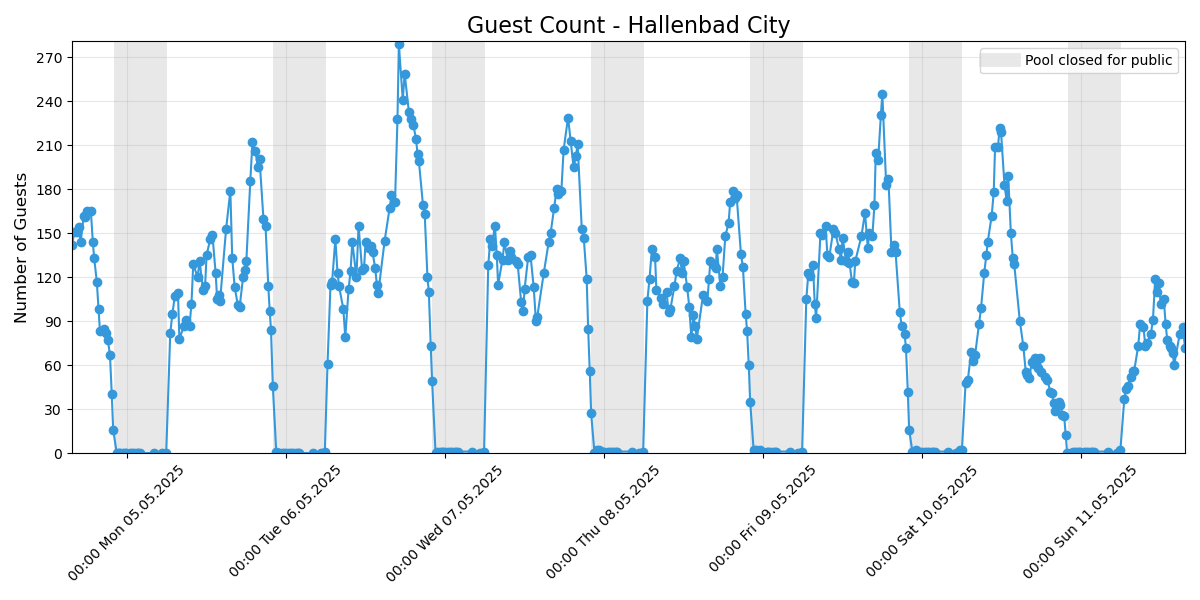 Guest Count - Hallenbad City
Pool closed for public
Number of Guests
270
240
210
180
150
120
90
60
30
0
00:00 Mon 05.05.2025
00:00 Tue 06.05.2025
00:00 Wed 07.05.2025
00:00 Thu 08.05.2025
00:00 Fri 09.05.2025
00:00 Sat 10.05.2025
00:00 Sun 11.05.2025